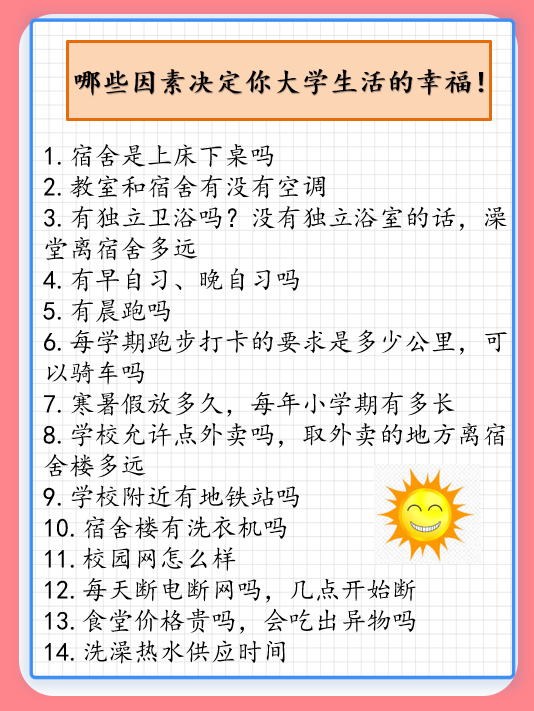 哪些因素决定你大学生活的幸福！
1.宿舍是上床下桌吗
2.教室和宿舍有没有空调
3.有独立卫浴吗？没有独立浴室的话，澡
堂离宿舍多远
4.有早自习、晚自习吗
5.有晨跑吗
6.每学期跑步打卡的要求是多少公里，可
以骑车吗
7.寒暑假放多久，每年小学期有多长
8.学校允许点外卖吗，取外卖的地方离宿
舍楼多远
9.学校附近有地铁站吗
10.宿舍楼有洗衣机吗
11.校园网怎么样
12.每天断电断网吗，几点开始断
13.食堂价格贵吗，会吃出异物吗
14.洗澡热水供应时间